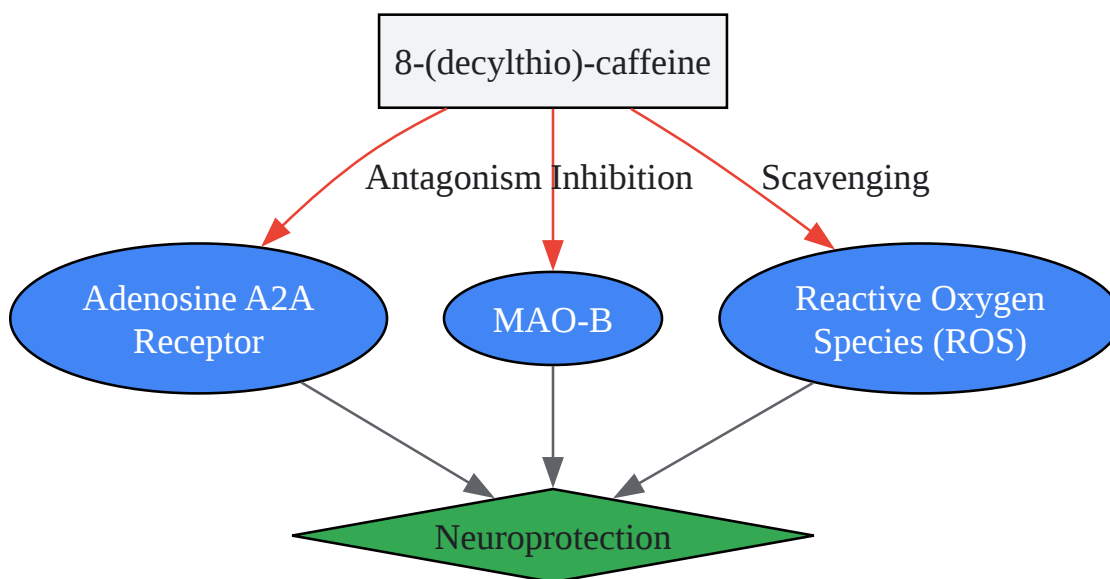 8-(decylthio)-caffeine
Antagonism
Inhibition
Scavenging
Adenosine A2A
Receptor
MAO-B
Reactive Oxygen
Species (ROS)
Neuroprotection